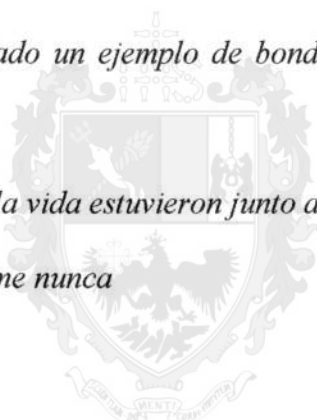 ado un ejemplo de bond
la vida estuvieron junto a
ne nunca